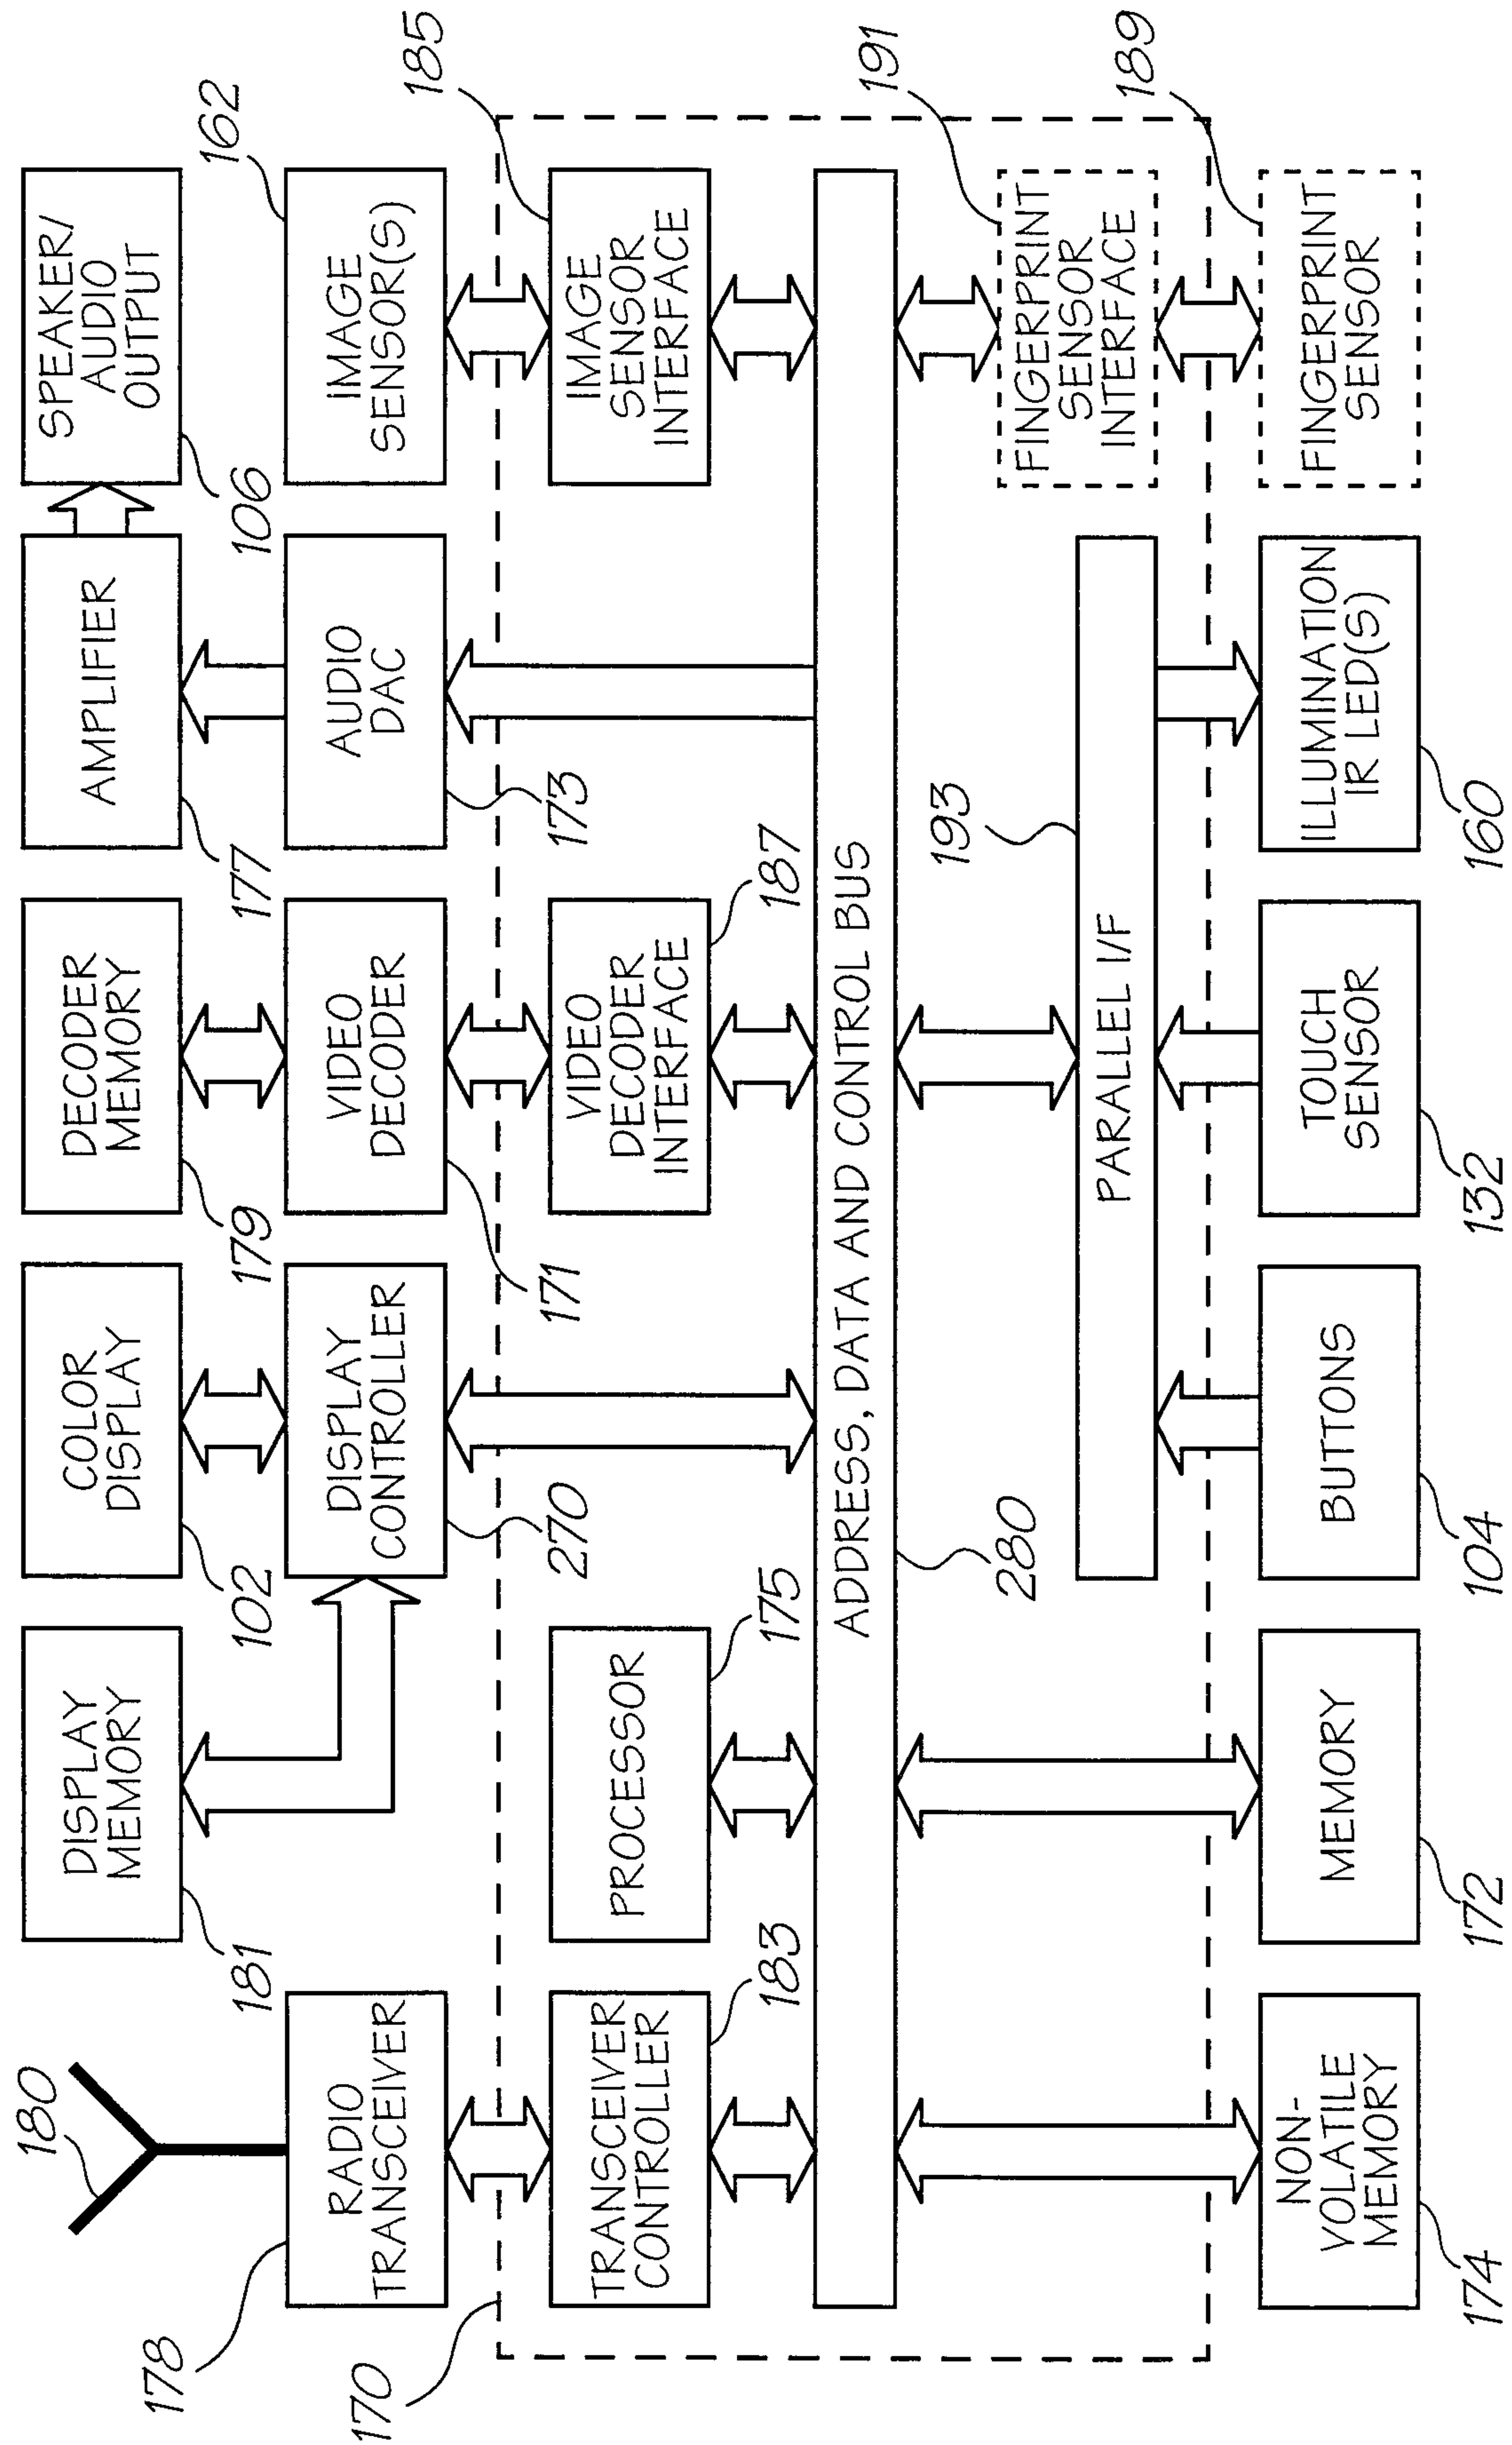 180
DISPLAY
MEMORY
181
COLOR
DISPLAY
102
DECODER
MEMORY
179
AMPLIFIER
177
SPEAKER/
AUDIO
OUTPUT
106
178
RADIO
TRANSCEIVER
DISPLAY
CONTROLLER
270
VIDEO
DECODER
171
AUDIO
DAC
173
IMAGE
SENSOR(S)
162
170
TRANSCEIVER
CONTROLLER
183
PROCESSOR
175
VIDEO
DECODER
INTERFACE
187
IMAGE
SENSOR
INTERFACE
185
ADDRESS, DATA AND CONTROL BUS
280
193
PARALLEL I/F
FINGERPRINT
SENSOR
INTERFACE
191
NON-
VOLATILE
MEMORY
174
MEMORY
172
BUTTONS
104
TOUCH
SENSOR
132
ILLUMINATION
IR LED(S)
160
FINGERPRINT
SENSOR
189